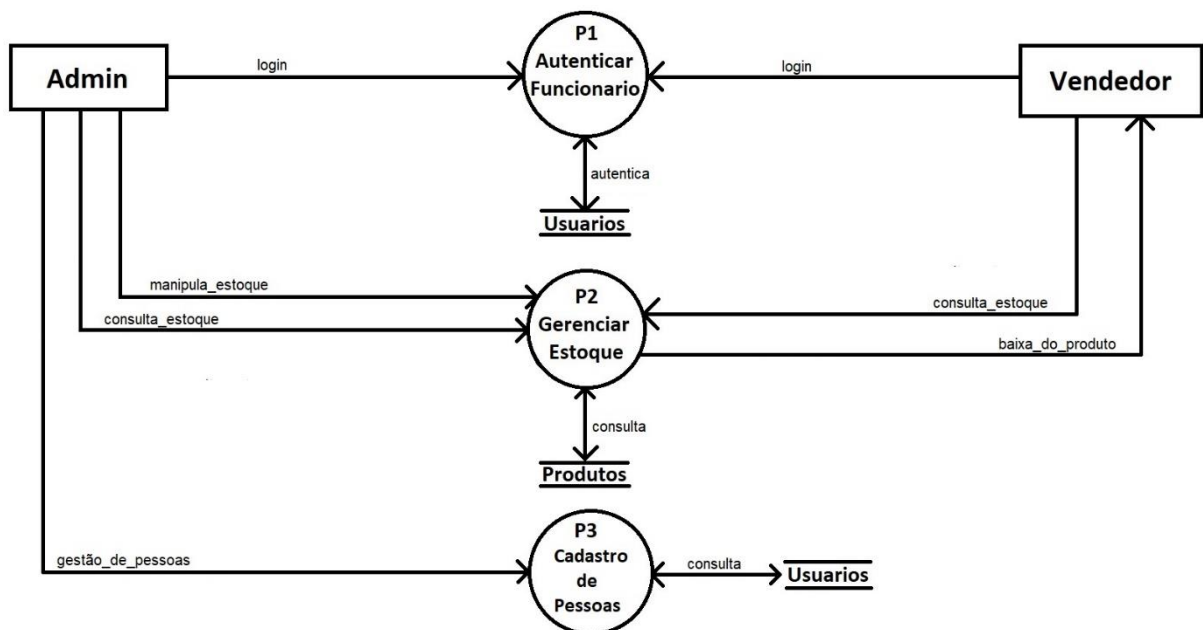 P1
Autenticar
Funcionario
Admin
login
login
Vendedor
autentica
Usuarios
manipula_estoque
consulta_estoque
P2
Gerenciar
Estoque
consulta_estoque
baixa_do_produto
consulta
Produtos
gestão_de_pessoas
P3
Cadastro
de
Pessoas
consulta
Usuarios